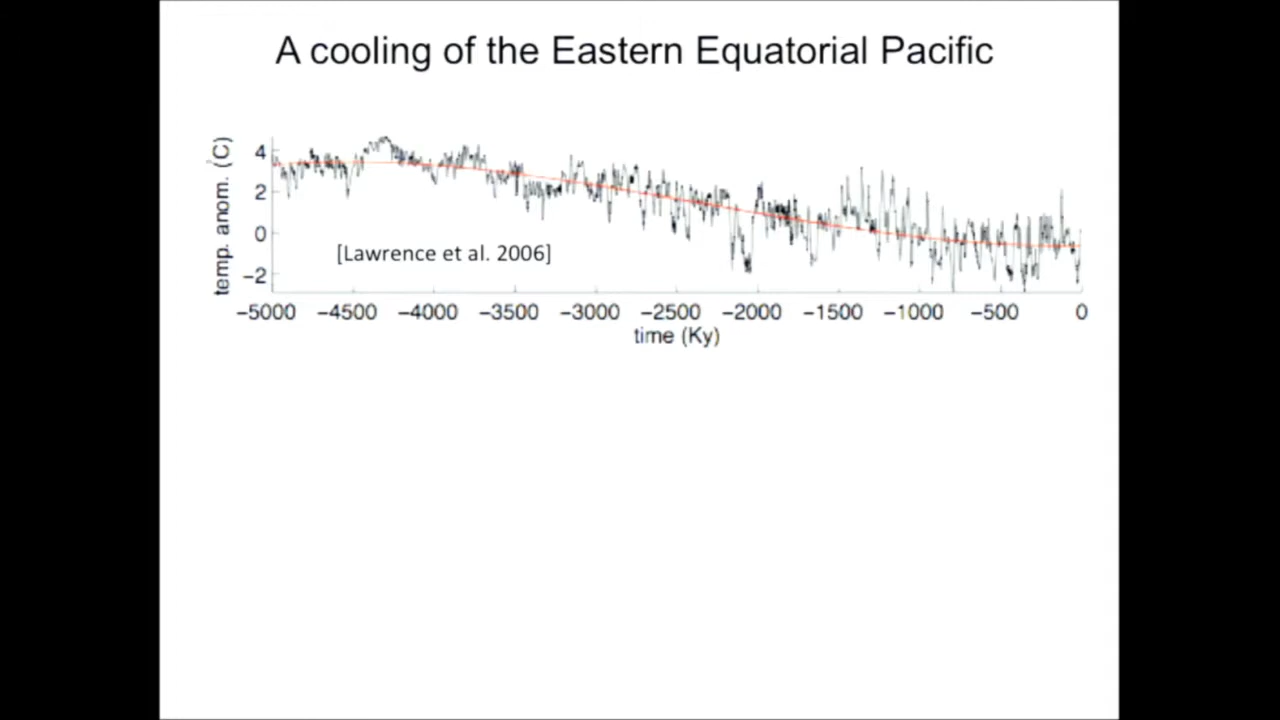 A cooling of the Eastern Equatorial Pacific
temp. anom. (°C)
4
2
0
−2
[Lawrence et al. 2006]
−5000 −4500 −4000 −3500 −3000 −2500 −2000 −1500 −1000 −500 0
time (Ky)